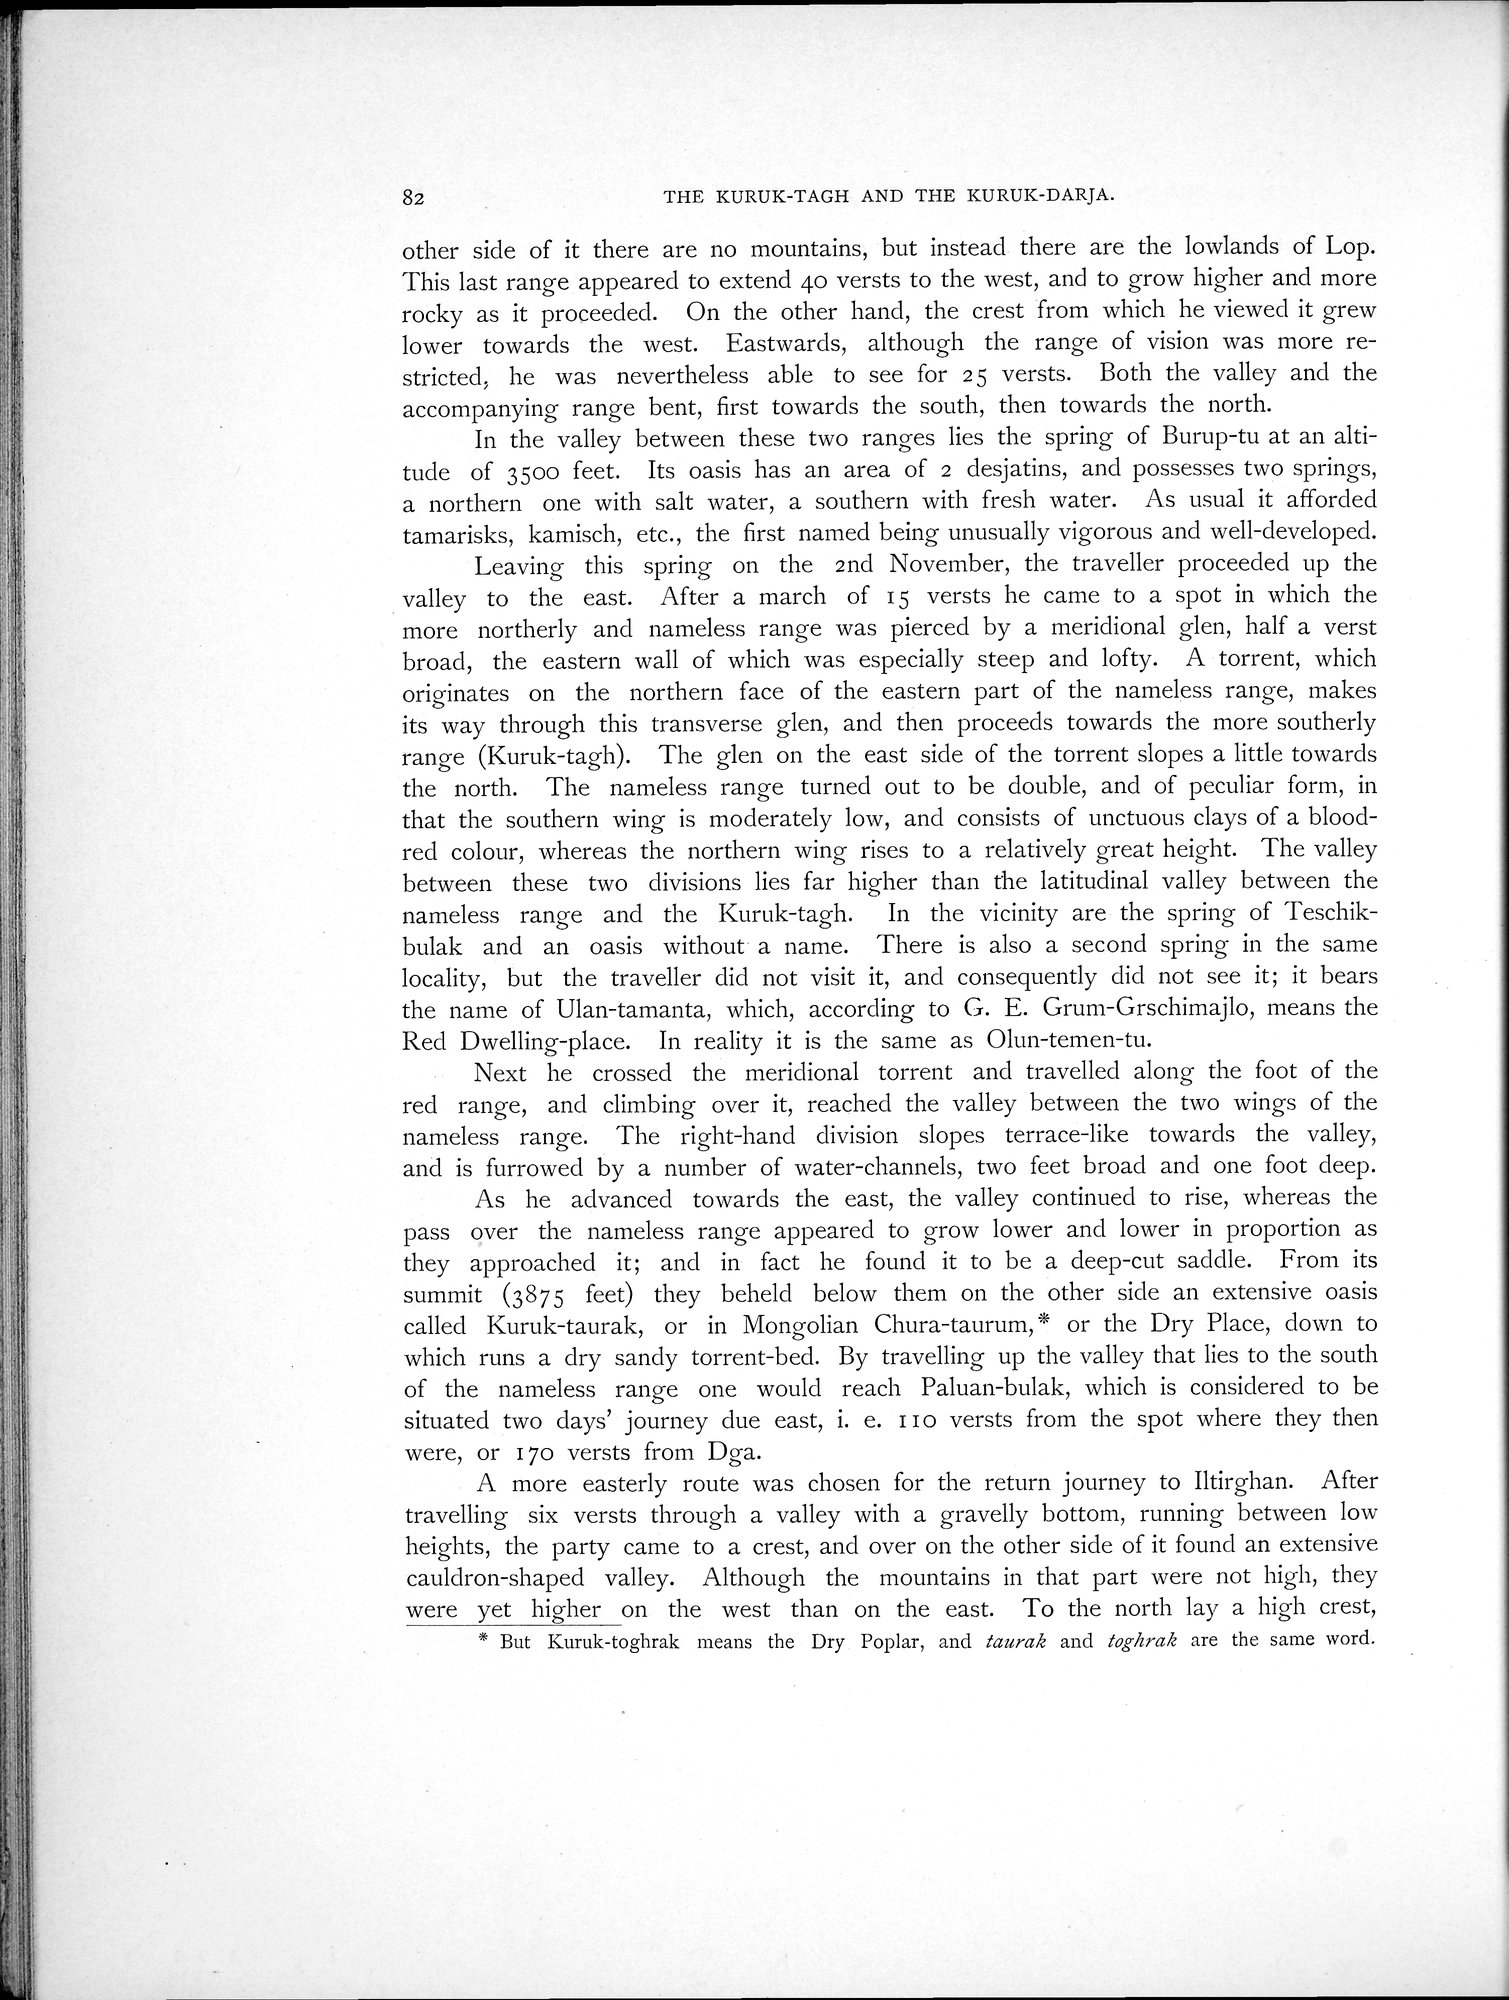 82
THE KURUK-TAGH AND THE KURUK-DARJA.
other side of it there are no mountains, but instead there are the lowlands of Lop.
This last range appeared to extend 40 versts to the west, and to grow higher and more
rocky as it proceeded. On the other hand, the crest from which he viewed it grew
lower towards the west. Eastwards, although the range of vision was more re-
stricted, he was nevertheless able to see for 25 versts. Both the valley and the
accompanying range bent, first towards the south, then towards the north.
In the valley between these two ranges lies the spring of Burup-tu at an alti-
tude of 3500 feet. Its oasis has an area of 2 desjatins, and possesses two springs,
a northern one with salt water, a southern with fresh water. As usual it afforded
tamarisks, kamisch, etc., the first named being unusually vigorous and well-developed.
Leaving this spring on the 2nd November, the traveller proceeded up the
valley to the east. After a march of 15 versts he came to a spot in which the
more northerly and nameless range was pierced by a meridional glen, half a verst
broad, the eastern wall of which was especially steep and lofty. A torrent, which
originates on the northern face of the eastern part of the nameless range, makes
its way through this transverse glen, and then proceeds towards the more southerly
range (Kuruk-tagh). The glen on the east side of the torrent slopes a little towards
the north. The nameless range turned out to be double, and of peculiar form, in
that the southern wing is moderately low, and consists of unctuous clays of a blood-
red colour, whereas the northern wing rises to a relatively great height. The valley
between these two divisions lies far higher than the latitudinal valley between the
nameless range and the Kuruk-tagh. In the vicinity are the spring of Teschik-
bulak and an oasis without a name. There is also a second spring in the same
locality, but the traveller did not visit it, and consequently did not see it; it bears
the name of Ulan-tamanta, which, according to G. E. Grum-Grschimajlo, means the
Red Dwelling-place. In reality it is the same as Olun-temen-tu.
Next he crossed the meridional torrent and travelled along the foot of the
red range, and climbing over it, reached the valley between the two wings of the
nameless range. The right-hand division slopes terrace-like towards the valley,
and is furrowed by a number of water-channels, two feet broad and one foot deep.
As he advanced towards the east, the valley continued to rise, whereas the
pass over the nameless range appeared to grow lower and lower in proportion as
they approached it; and in fact he found it to be a deep-cut saddle. From its
summit (3875 feet) they beheld below them on the other side an extensive oasis
called Kuruk-taurak, or in Mongolian Chura-taurum,* or the Dry Place, down to
which runs a dry sandy torrent-bed. By travelling up the valley that lies to the south
of the nameless range one would reach Paluan-bulak, which is considered to be
situated two days' journey due east, i. e. 110 versts from the spot where they then
were, or 170 versts from Dga.
A more easterly route was chosen for the return journey to Iltirghan. After
travelling six versts through a valley with a gravelly bottom, running between low
heights, the party came to a crest, and over on the other side of it found an extensive
cauldron-shaped valley. Although the mountains in that part were not high, they
were yet higher on the west than on the east. To the north lay a high crest,
* But Kuruk-toghrak means the Dry Poplar, and taurak and toghrak are the same word.